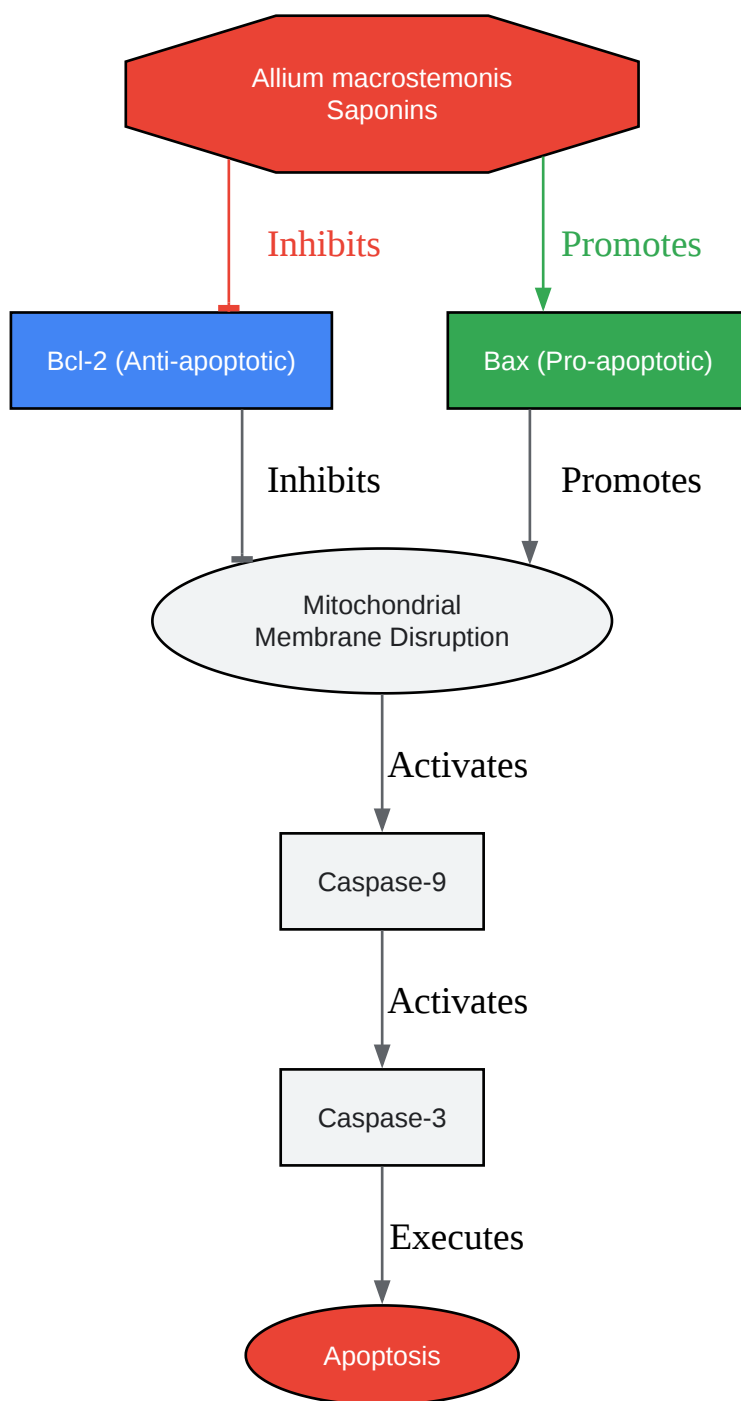 Allium macrostemonis
Saponins
Inhibits
Promotes
Bcl-2 (Anti-apoptotic)
Bax (Pro-apoptotic)
Inhibits
Promotes
Mitochondrial
Membrane Disruption
Activates
Caspase-9
Activates
Caspase-3
Executes
Apoptosis